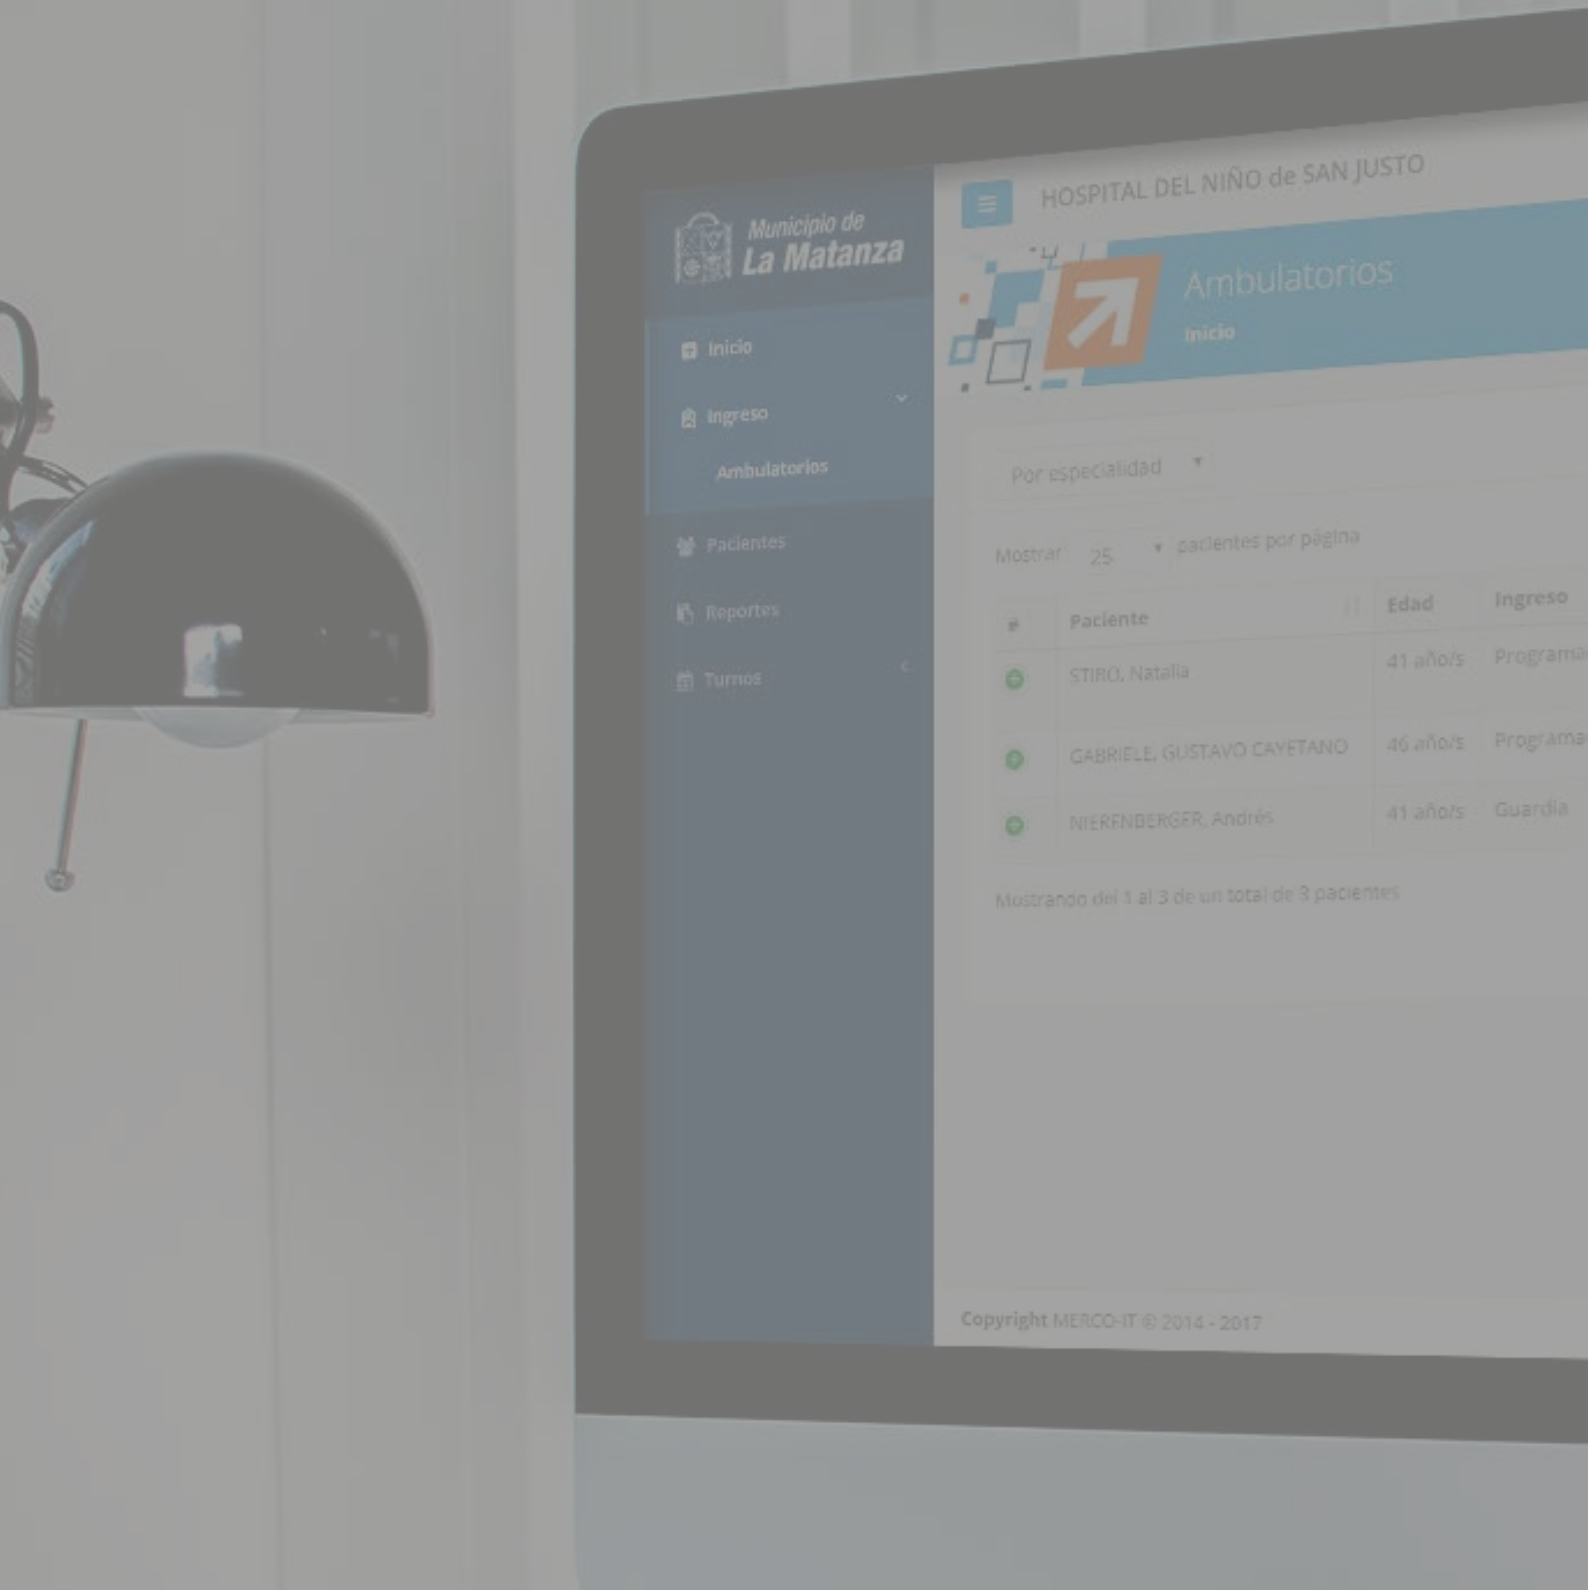 HOSPITAL DEL NIÑO de SAN JUSTO
Municipio de
La Matanza
Ambulatorios
Inicio
Inicio
Ingreso
Ambulatorios
Pacientes
Reportes
Turnos
Por especialidad
Mostrar 25 pacientes por página
# Paciente Edad Ingreso
STIRO, Natalia 41 año/s Programa
GABRIELE, GUSTAVO CAYETANO 46 año/s Programa
NIERENBERGER, Andrés 41 año/s Guardia
Mostrando del 1 al 3 de un total de 3 pacientes
Copyright MERCO-IT © 2014 - 2017